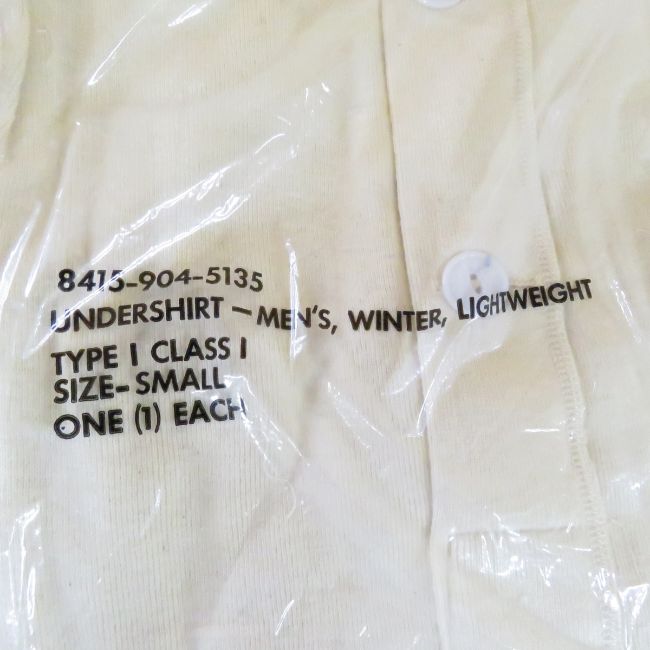 8415-904-5135
UNDERSHIRT — MEN'S, WINTER, LIGHTWEIGHT
TYPE I CLASS I
SIZE- SMALL
ONE (1) EACH